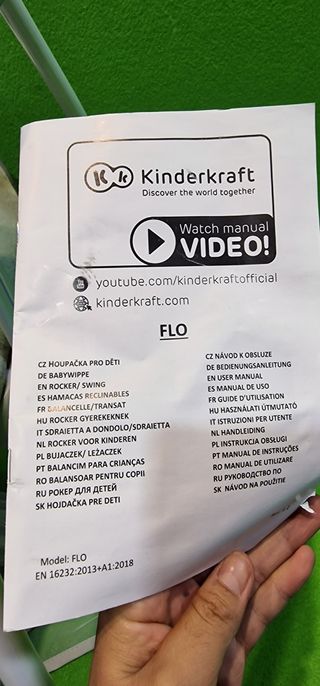 Kk Kinderkraft
Discover the world together
Watch manual
VIDEO!
You Tube youtube.com/kinderkraftofficial
kinderkraft.com
FLO
CZ HOUPAČKA PRO DĚTI
DE BABYWIPPE
EN ROCKER/ SWING
ES HAMACAS RECLINABLES
FR BALANCELLE/TRANSAT
HU ROCKER GYEREKEKNEK
IT SDRAIETTA A DONDOLO/SDRAIETTA
NL ROCKER VOOR KINDEREN
PL BUJACZEK/ LEŻACZEK
PT BALANCIM PARA CRIANÇAS
RO BALANSOAR PENTRU COPII
RU РОКЕР ДЛЯ ДЕТЕЙ
SK HOJDAČKA PRE DETI
CZ NÁVOD K OBSLUZE
DE BEDIENUNGSANLEITUNG
EN USER MANUAL
ES MANUAL DE USO
FR GUIDE D'UTILISATION
HU HASZNÁLATI ÚTMUTATÓ
IT ISTRUZIONI PER UTENTE
NL HANDLEIDING
PL INSTRUKCJA OBSŁUGI
PT MANUAL DE INSTRUÇÕES
RO MANUAL DE UTILIZARE
RU РУКОВОДСТВО ПО
SK NÁVOD NA POUŽITIE
Model: FLO
EN 16232:2013+A1:2018